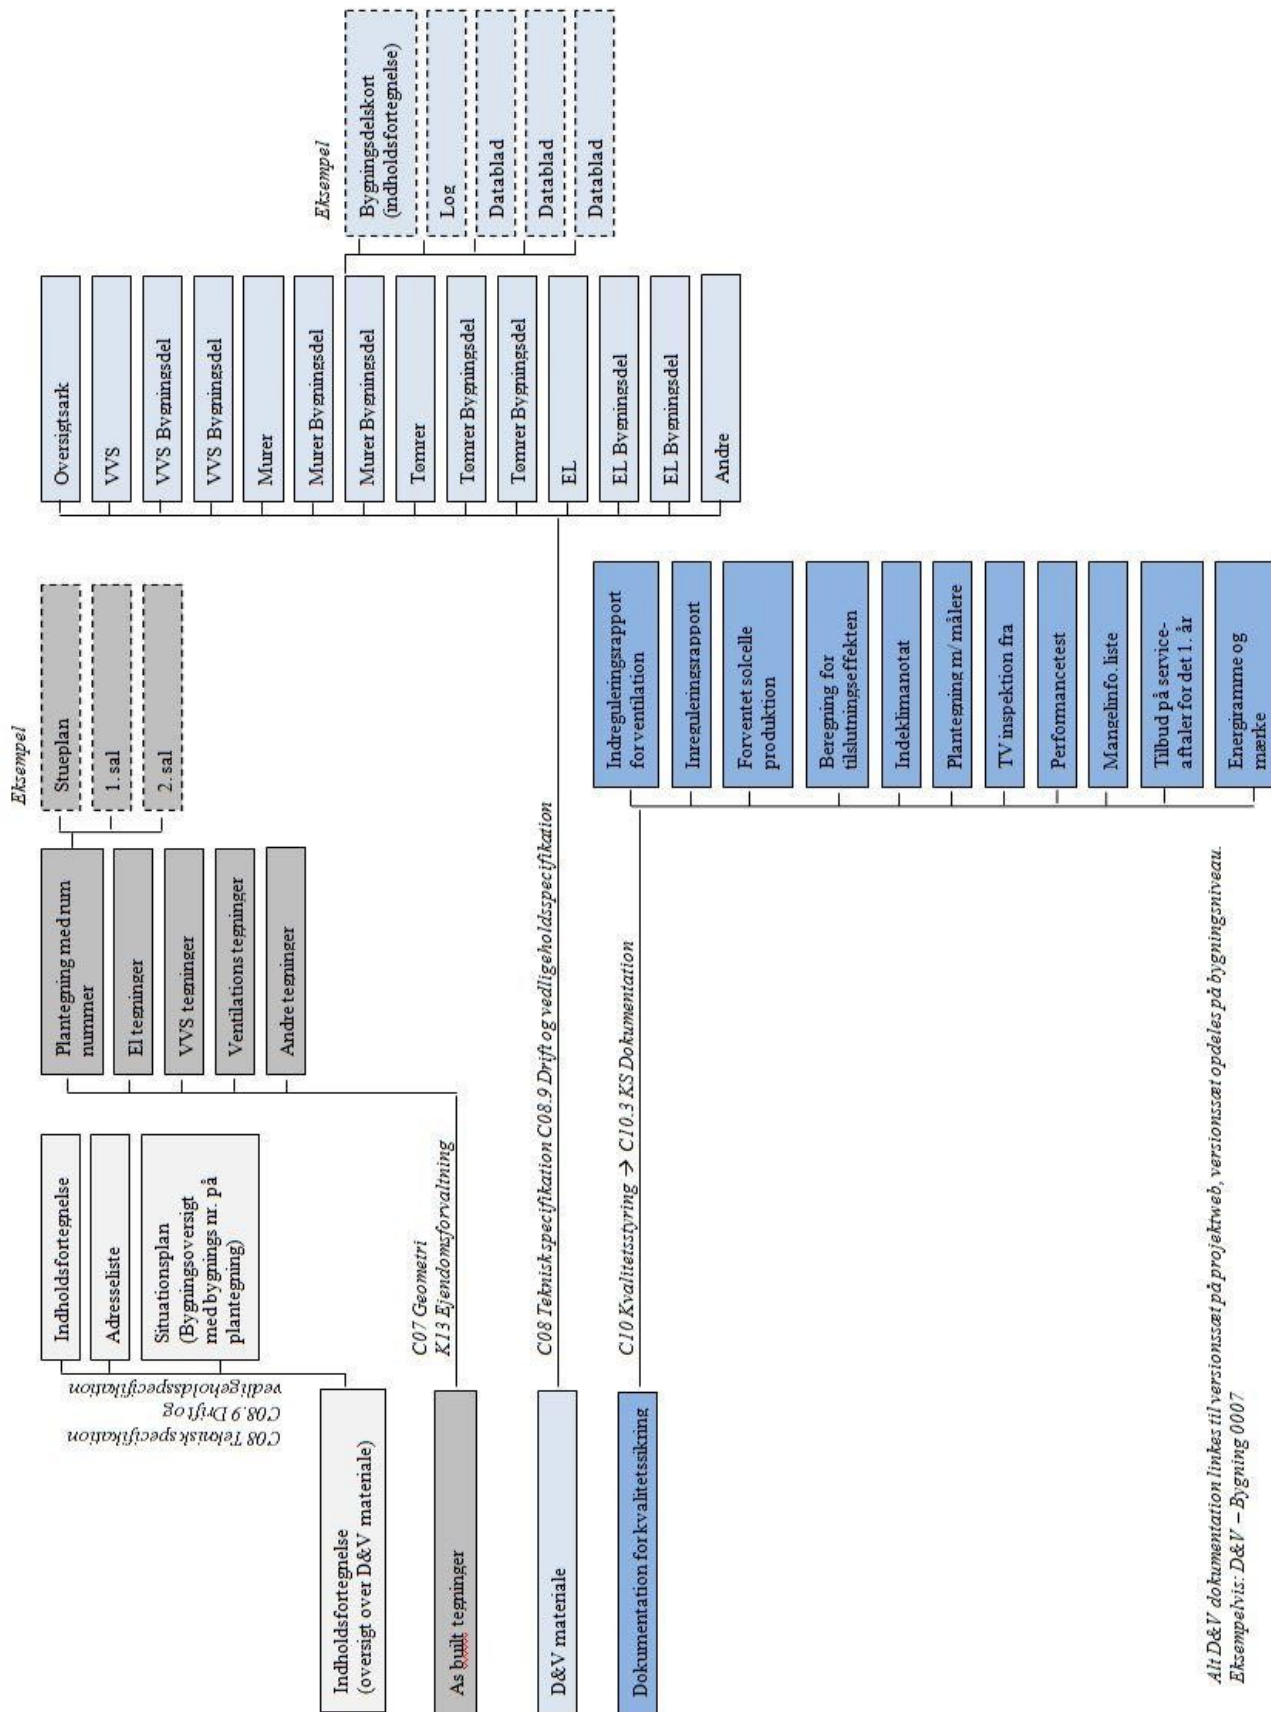 Indholdsfortegnelse
(oversigt over D&V materiale)
C08 Teknisk specifikation
C08.9 Drift og
vedligeholdsspecifikation
Indholdsfortegnelse
Adresseliste
Situationsplan
(Bygningsoversigt
med bygnings nr. på
plantegning)
As built tegninger
C07 Geometri
K13 Ejendomsforvaltning
Plantegning med rum
nummer
El tegninger
VVS tegninger
Ventilations tegninger
Andre tegninger
Eksempel
Stueplan
1. sal
2. sal
D&V materiale
C08 Teknisk specifikation C08.9 Drift og vedligeholdsspecifikation
Oversigtsark
VVS
VVS Bygningsdel
VVS Bygningsdel
Murer
Murer Bygningsdel
Murer Bygningsdel
Tømrer
Tømrer Bygningsdel
Tømrer Bygningsdel
EL
EL Bygningsdel
EL Bygningsdel
Andre
Eksempel
Bygningsdelskort
(indholdsfortegnelse)
Log
Datablad
Datablad
Datablad
Dokumentation for kvalitetssikring
C10 Kvalitetsstyring → C10.3 KS Dokumentation
Indreguleringsrapport
for ventilation
Inreguleringsrapport
Forventet solcelle
produktion
Beregning for
tilslutningseffekten
Indeklimanotat
Plantegning m/ målere
TV inspektion fra
Performancetest
Mangelinfo. liste
Tilbud på service-
aftaler for det 1. år
Energiramme og
mærke
Alt D&V dokumentation linkes til versionssæt på projektweb, versionssæt opdeles på bygningsniveau.
Eksempelvis: D&V – Bygning 0007